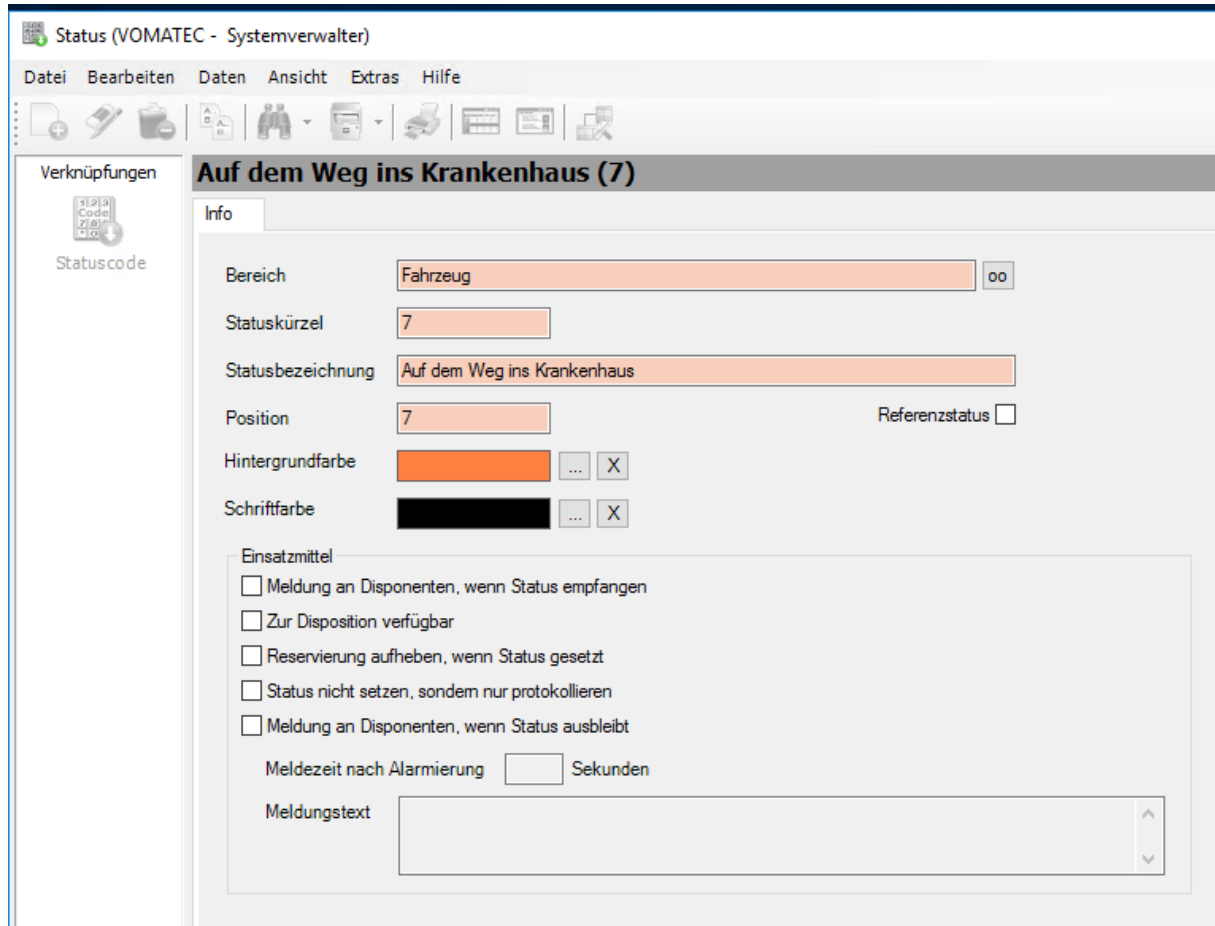 Status (VOMATEC - Systemverwalter)
Datei Bearbeiten Daten Ansicht Extras Hilfe
Verknüpfungen
Statuscode
Auf dem Weg ins Krankenhaus (7)
Info
Bereich Fahrzeug oo
Statuskürzel 7
Statusbezeichnung Auf dem Weg ins Krankenhaus
Position 7 Referenzstatus
Hintergrundfarbe ... X
Schriftfarbe ... X
Einsatzmittel
Meldung an Disponenten, wenn Status empfangen
Zur Disposition verfügbar
Reservierung aufheben, wenn Status gesetzt
Status nicht setzen, sondern nur protokollieren
Meldung an Disponenten, wenn Status ausbleibt
Meldezeit nach Alarmierung Sekunden
Meldungstext